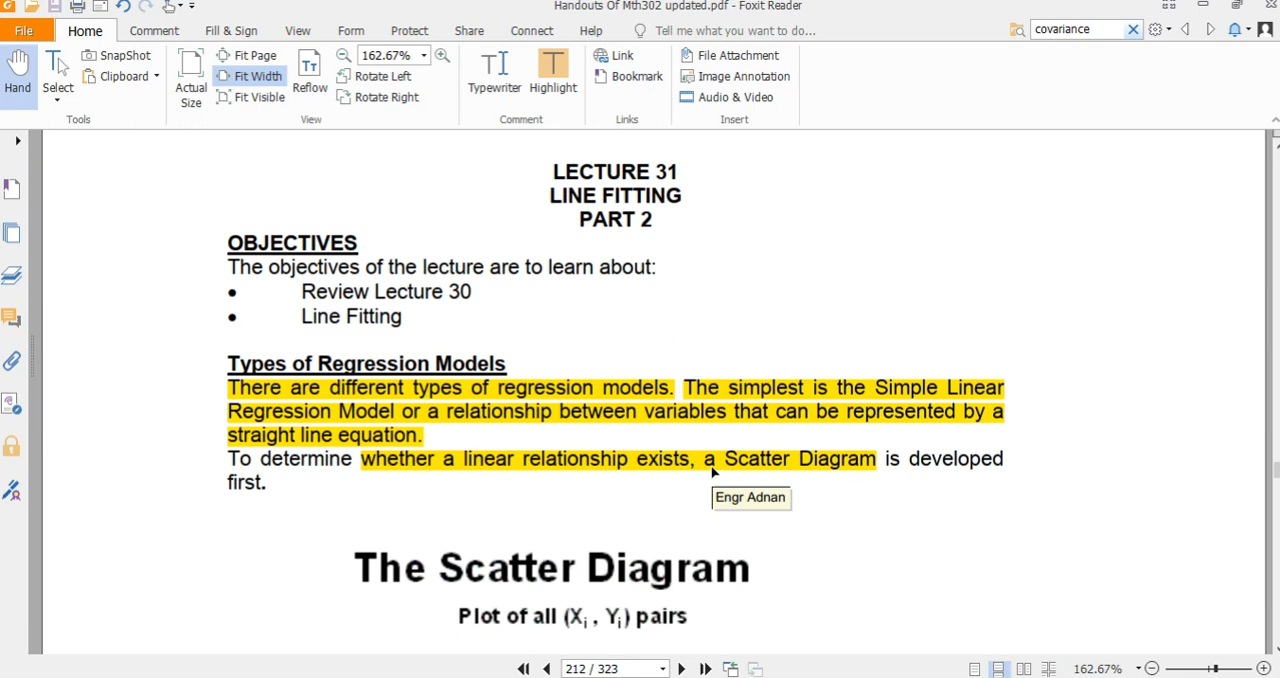 Handouts Of Mth302 updated.pdf - Foxit Reader
File Home Comment Fill & Sign View Form Protect Share Connect Help Tell me what you want to do... covariance
Hand
Select
SnapShot
Clipboard
Tools
Actual Size
Fit Page
Fit Width
Fit Visible
Reflow
162.67%
Rotate Left
Rotate Right
View
Typewriter
Highlight
Comment
Link
Bookmark
Links
File Attachment
Image Annotation
Audio & Video
Insert
LECTURE 31
LINE FITTING
PART 2
OBJECTIVES
The objectives of the lecture are to learn about:
• Review Lecture 30
• Line Fitting
Types of Regression Models
There are different types of regression models. The simplest is the Simple Linear
Regression Model or a relationship between variables that can be represented by a
straight line equation.
To determine whether a linear relationship exists, a Scatter Diagram is developed
first.
Engr Adnan
The Scatter Diagram
Plot of all (Xi , Yi) pairs
212 / 323
162.67%